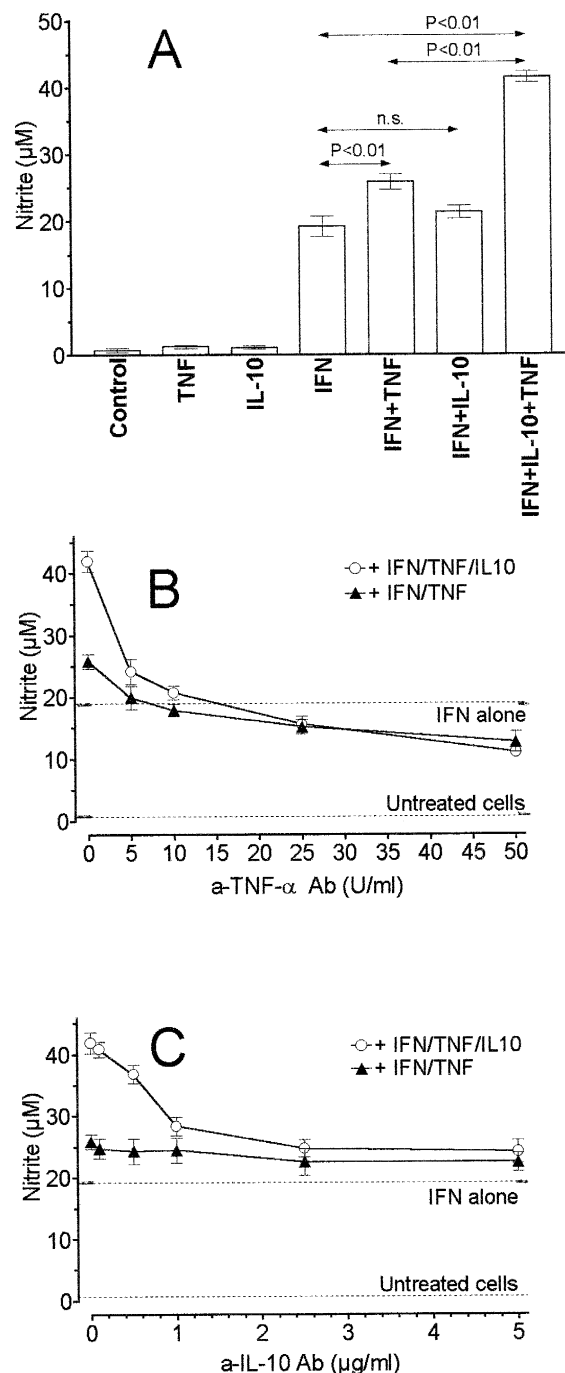 A
P<0.01
P<0.01
n.s.
P<0.01
Nitrite (µM)
50
40
30
20
10
0
Control
TNF
IL-10
IFN
IFN+TNF
IFN+IL-10
IFN+IL-10+TNF
B
+ IFN/TNF/IL10
+ IFN/TNF
Nitrite (µM)
40
30
20
10
0
IFN alone
Untreated cells
0 5 10 15 20 25 30 35 40 45 50
a-TNF-α Ab (U/ml)
C
+ IFN/TNF/IL10
+ IFN/TNF
Nitrite (µM)
40
30
20
10
0
IFN alone
Untreated cells
0 1 2 3 4 5
a-IL-10 Ab (µg/ml)